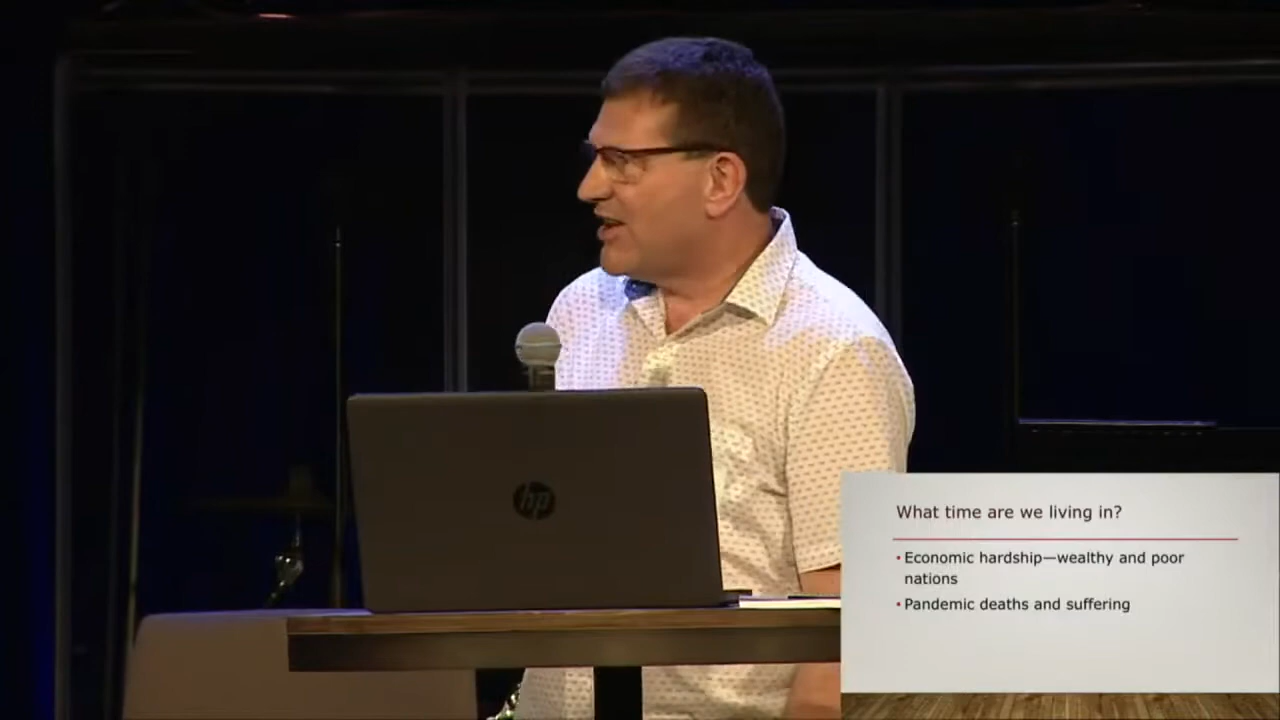 hp
What time are we living in?
• Economic hardship—wealthy and poor
nations
• Pandemic deaths and suffering